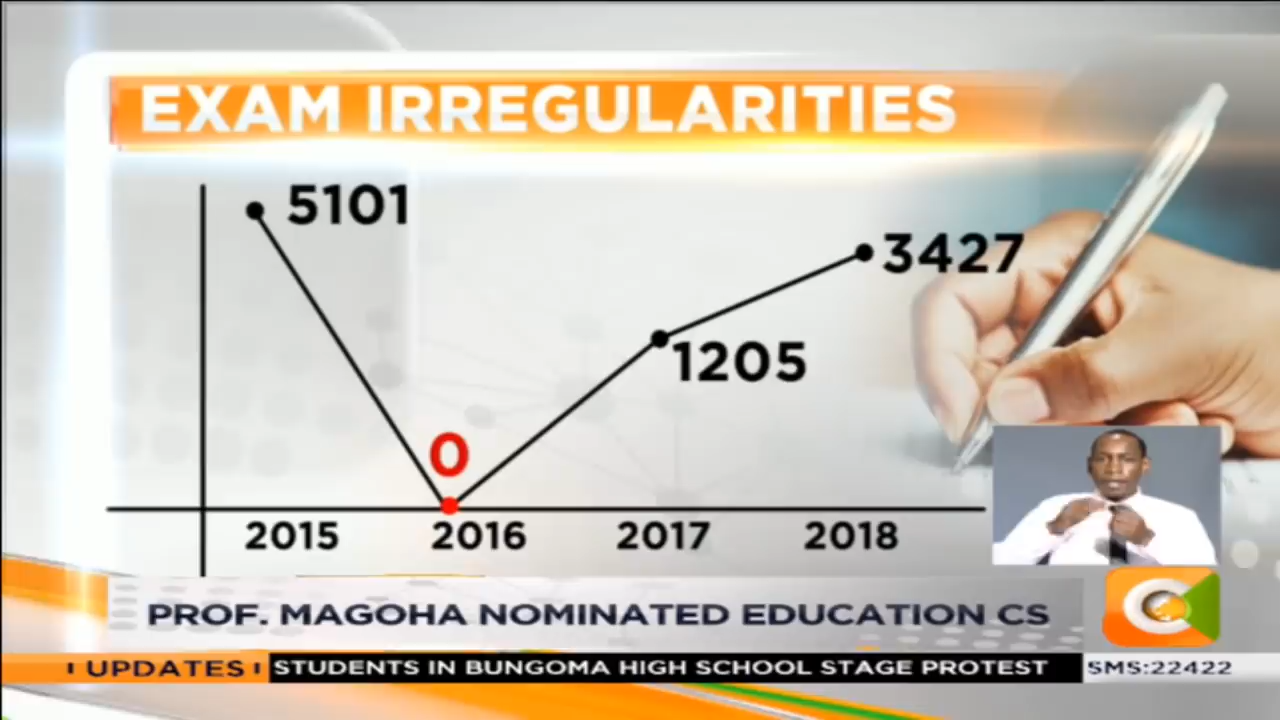 EXAM IRREGULARITIES
5101
3427
1205
0
2015 2016 2017 2018
PROF. MAGOHA NOMINATED EDUCATION CS
UPDATES STUDENTS IN BUNGOMA HIGH SCHOOL STAGE PROTEST SMS:22422